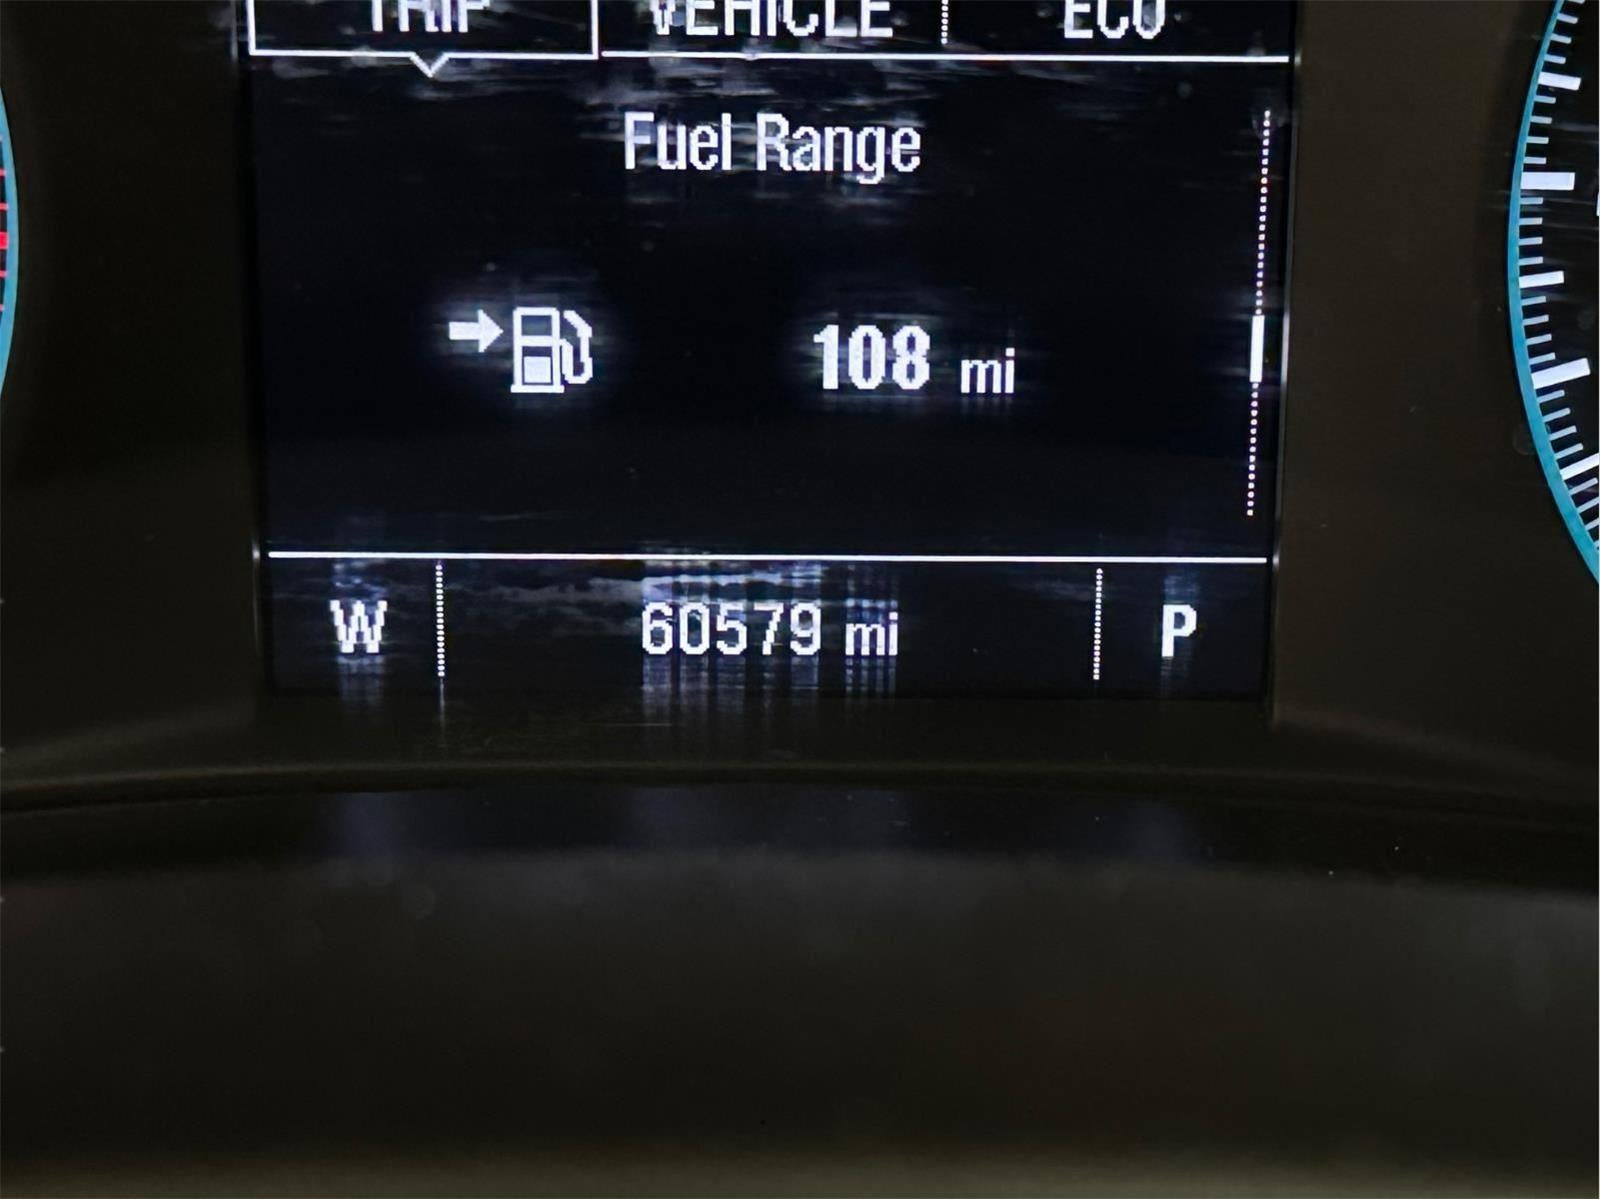 TRIP VEHICLE ECO
Fuel Range
108 mi
W 60579 mi P